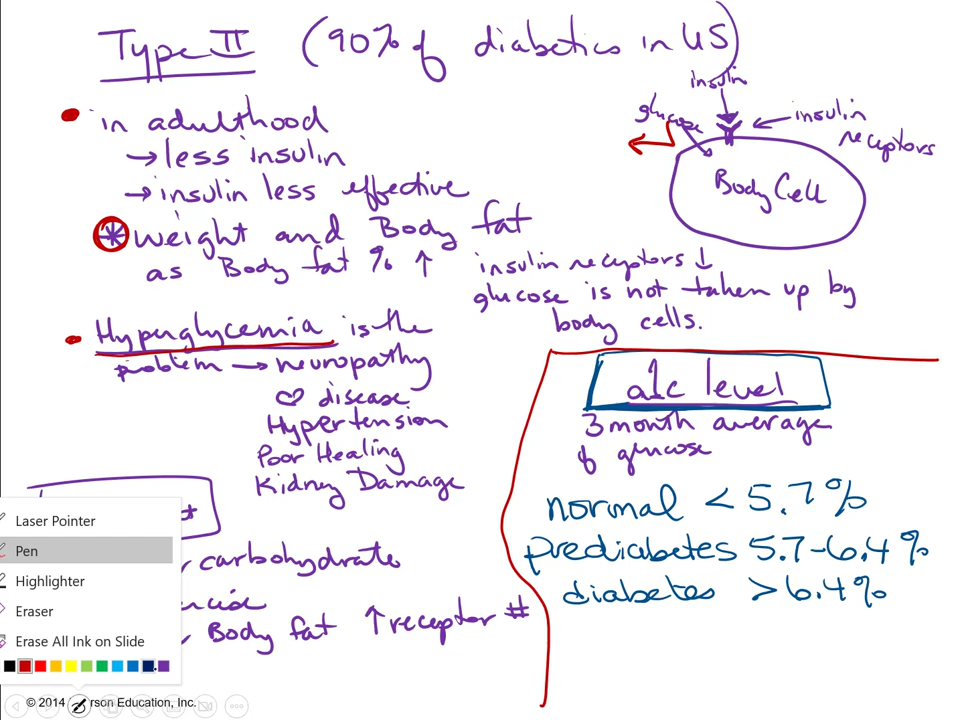 Type II (90% of diabetics in US)
in adulthood
→ less insulin
→ insulin less effective
* weight and Body fat
as Body fat % ↑
insulin
glucose
insulin
receptors
Body Cell
insulin receptors ↓
glucose is not taken up by
body cells.
Hyperglycemia is the
problem → neuropathy
♡ disease
Hypertension
Poor Healing
Kidney Damage
carbohydrate
Body fat ↑ receptor #
a1c level
3 month average
of glucose
normal < 5.7%
prediabetes 5.7-6.4%
diabetes > 6.4%
Laser Pointer
Pen
Highlighter
Eraser
Erase All Ink on Slide
© 2014 rson Education, Inc.